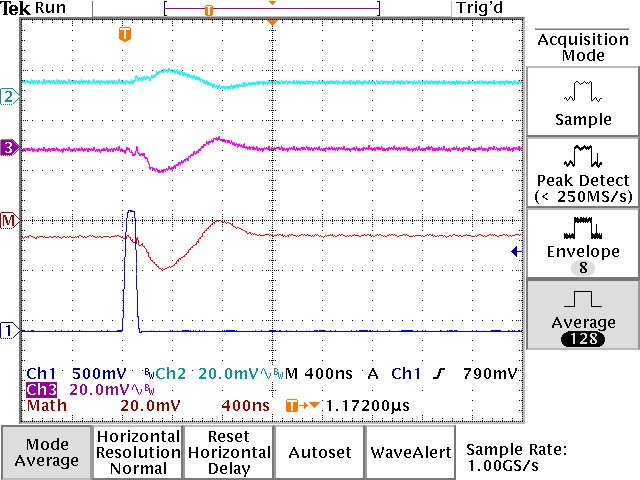 Tek Run Trig'd
T
T
Acquisition
Mode
2
Sample
3
Peak Detect
(< 250MS/s)
M
Envelope
8
Average
128
1
Ch1 500mV BW Ch2 20.0mV∿BW M 400ns A Ch1 ƒ 790mV
Ch3 20.0mV∿BW
Math 20.0mV 400ns T→▼ 1.17200µs
Mode
Average
Horizontal
Resolution
Normal
Reset
Horizontal
Delay
Autoset
WaveAlert
Sample Rate:
1.00GS/s